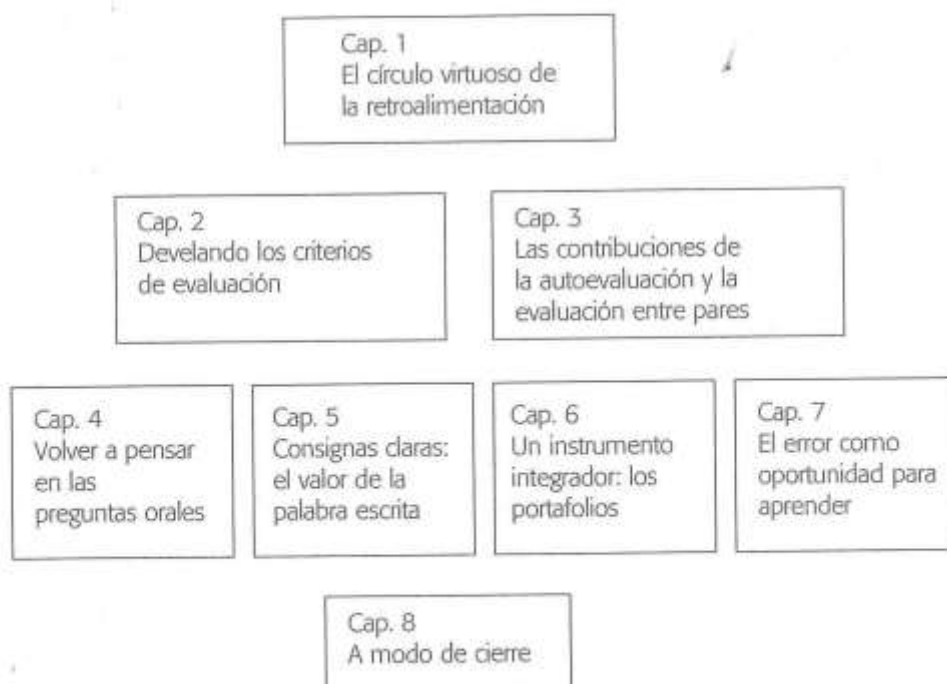 Cap. 1
El círculo virtuoso de
la retroalimentación
Cap. 2
Develando los criterios
de evaluación
Cap. 3
Las contribuciones de
la autoevaluación y la
evaluación entre pares
Cap. 4
Volver a pensar
en las
preguntas orales
Cap. 5
Consignas claras:
el valor de la
palabra escrita
Cap. 6
Un instrumento
integrador: los
portafolios
Cap. 7
El error como
oportunidad para
aprender
Cap. 8
A modo de cierre